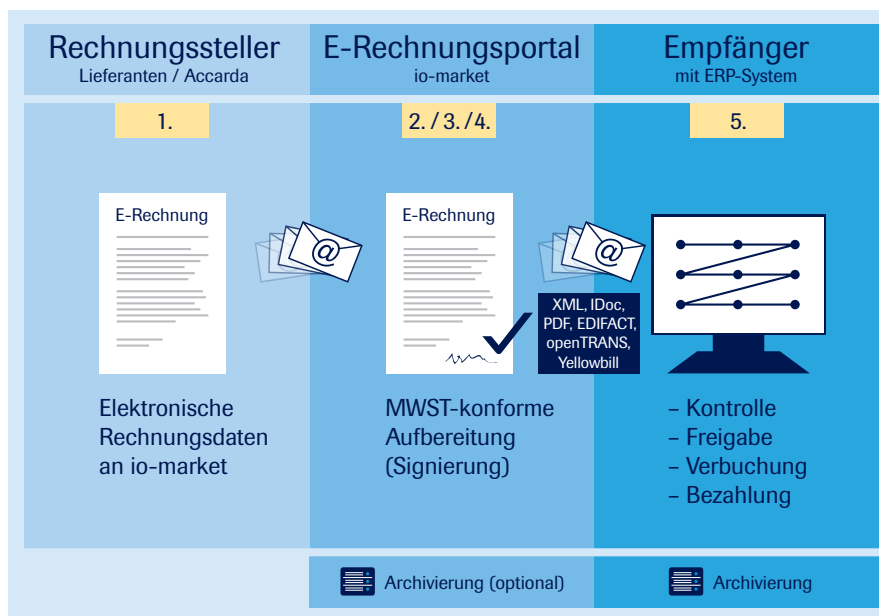 Rechnungssteller
Lieferanten / Accarda
E-Rechnungsportal
io-market
Empfänger
mit ERP-System
1.
2. / 3. /4.
5.
E-Rechnung
@
E-Rechnung
@
XML, IDoc,
PDF, EDIFACT,
openTRANS,
Yellowbill
Elektronische
Rechnungsdaten
an io-market
MWST-konforme
Aufbereitung
(Signierung)
– Kontrolle
– Freigabe
– Verbuchung
– Bezahlung
Archivierung (optional)
Archivierung